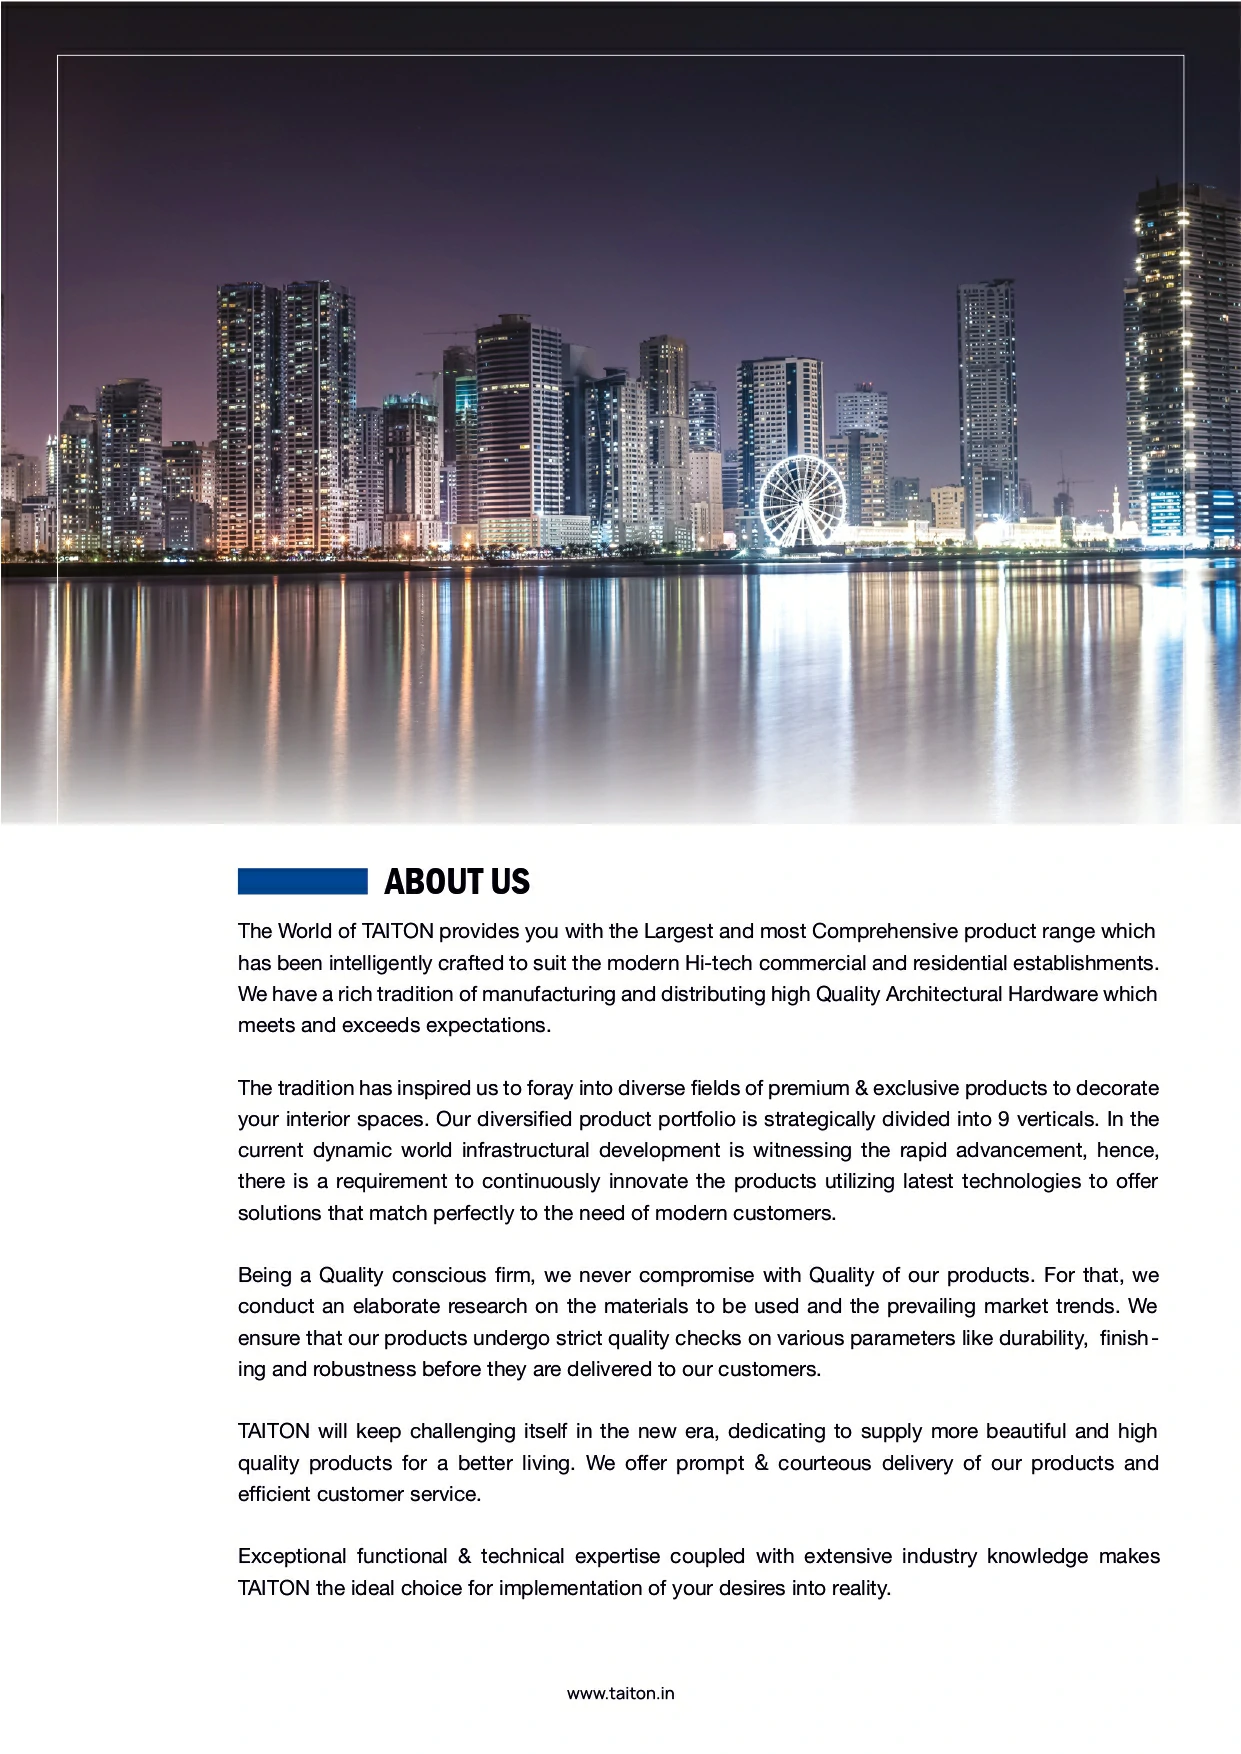 ABOUT US
The World of TAITON provides you with the Largest and most Comprehensive product range which
has been intelligently crafted to suit the modern Hi-tech commercial and residential establishments.
We have a rich tradition of manufacturing and distributing high Quality Architectural Hardware which
meets and exceeds expectations.
The tradition has inspired us to foray into diverse fields of premium & exclusive products to decorate
your interior spaces. Our diversified product portfolio is strategically divided into 9 verticals. In the
current dynamic world infrastructural development is witnessing the rapid advancement, hence,
there is a requirement to continuously innovate the products utilizing latest technologies to offer
solutions that match perfectly to the need of modern customers.
Being a Quality conscious firm, we never compromise with Quality of our products. For that, we
conduct an elaborate research on the materials to be used and the prevailing market trends. We
ensure that our products undergo strict quality checks on various parameters like durability, finish-
ing and robustness before they are delivered to our customers.
TAITON will keep challenging itself in the new era, dedicating to supply more beautiful and high
quality products for a better living. We offer prompt & courteous delivery of our products and
efficient customer service.
Exceptional functional & technical expertise coupled with extensive industry knowledge makes
TAITON the ideal choice for implementation of your desires into reality.
www.taiton.in